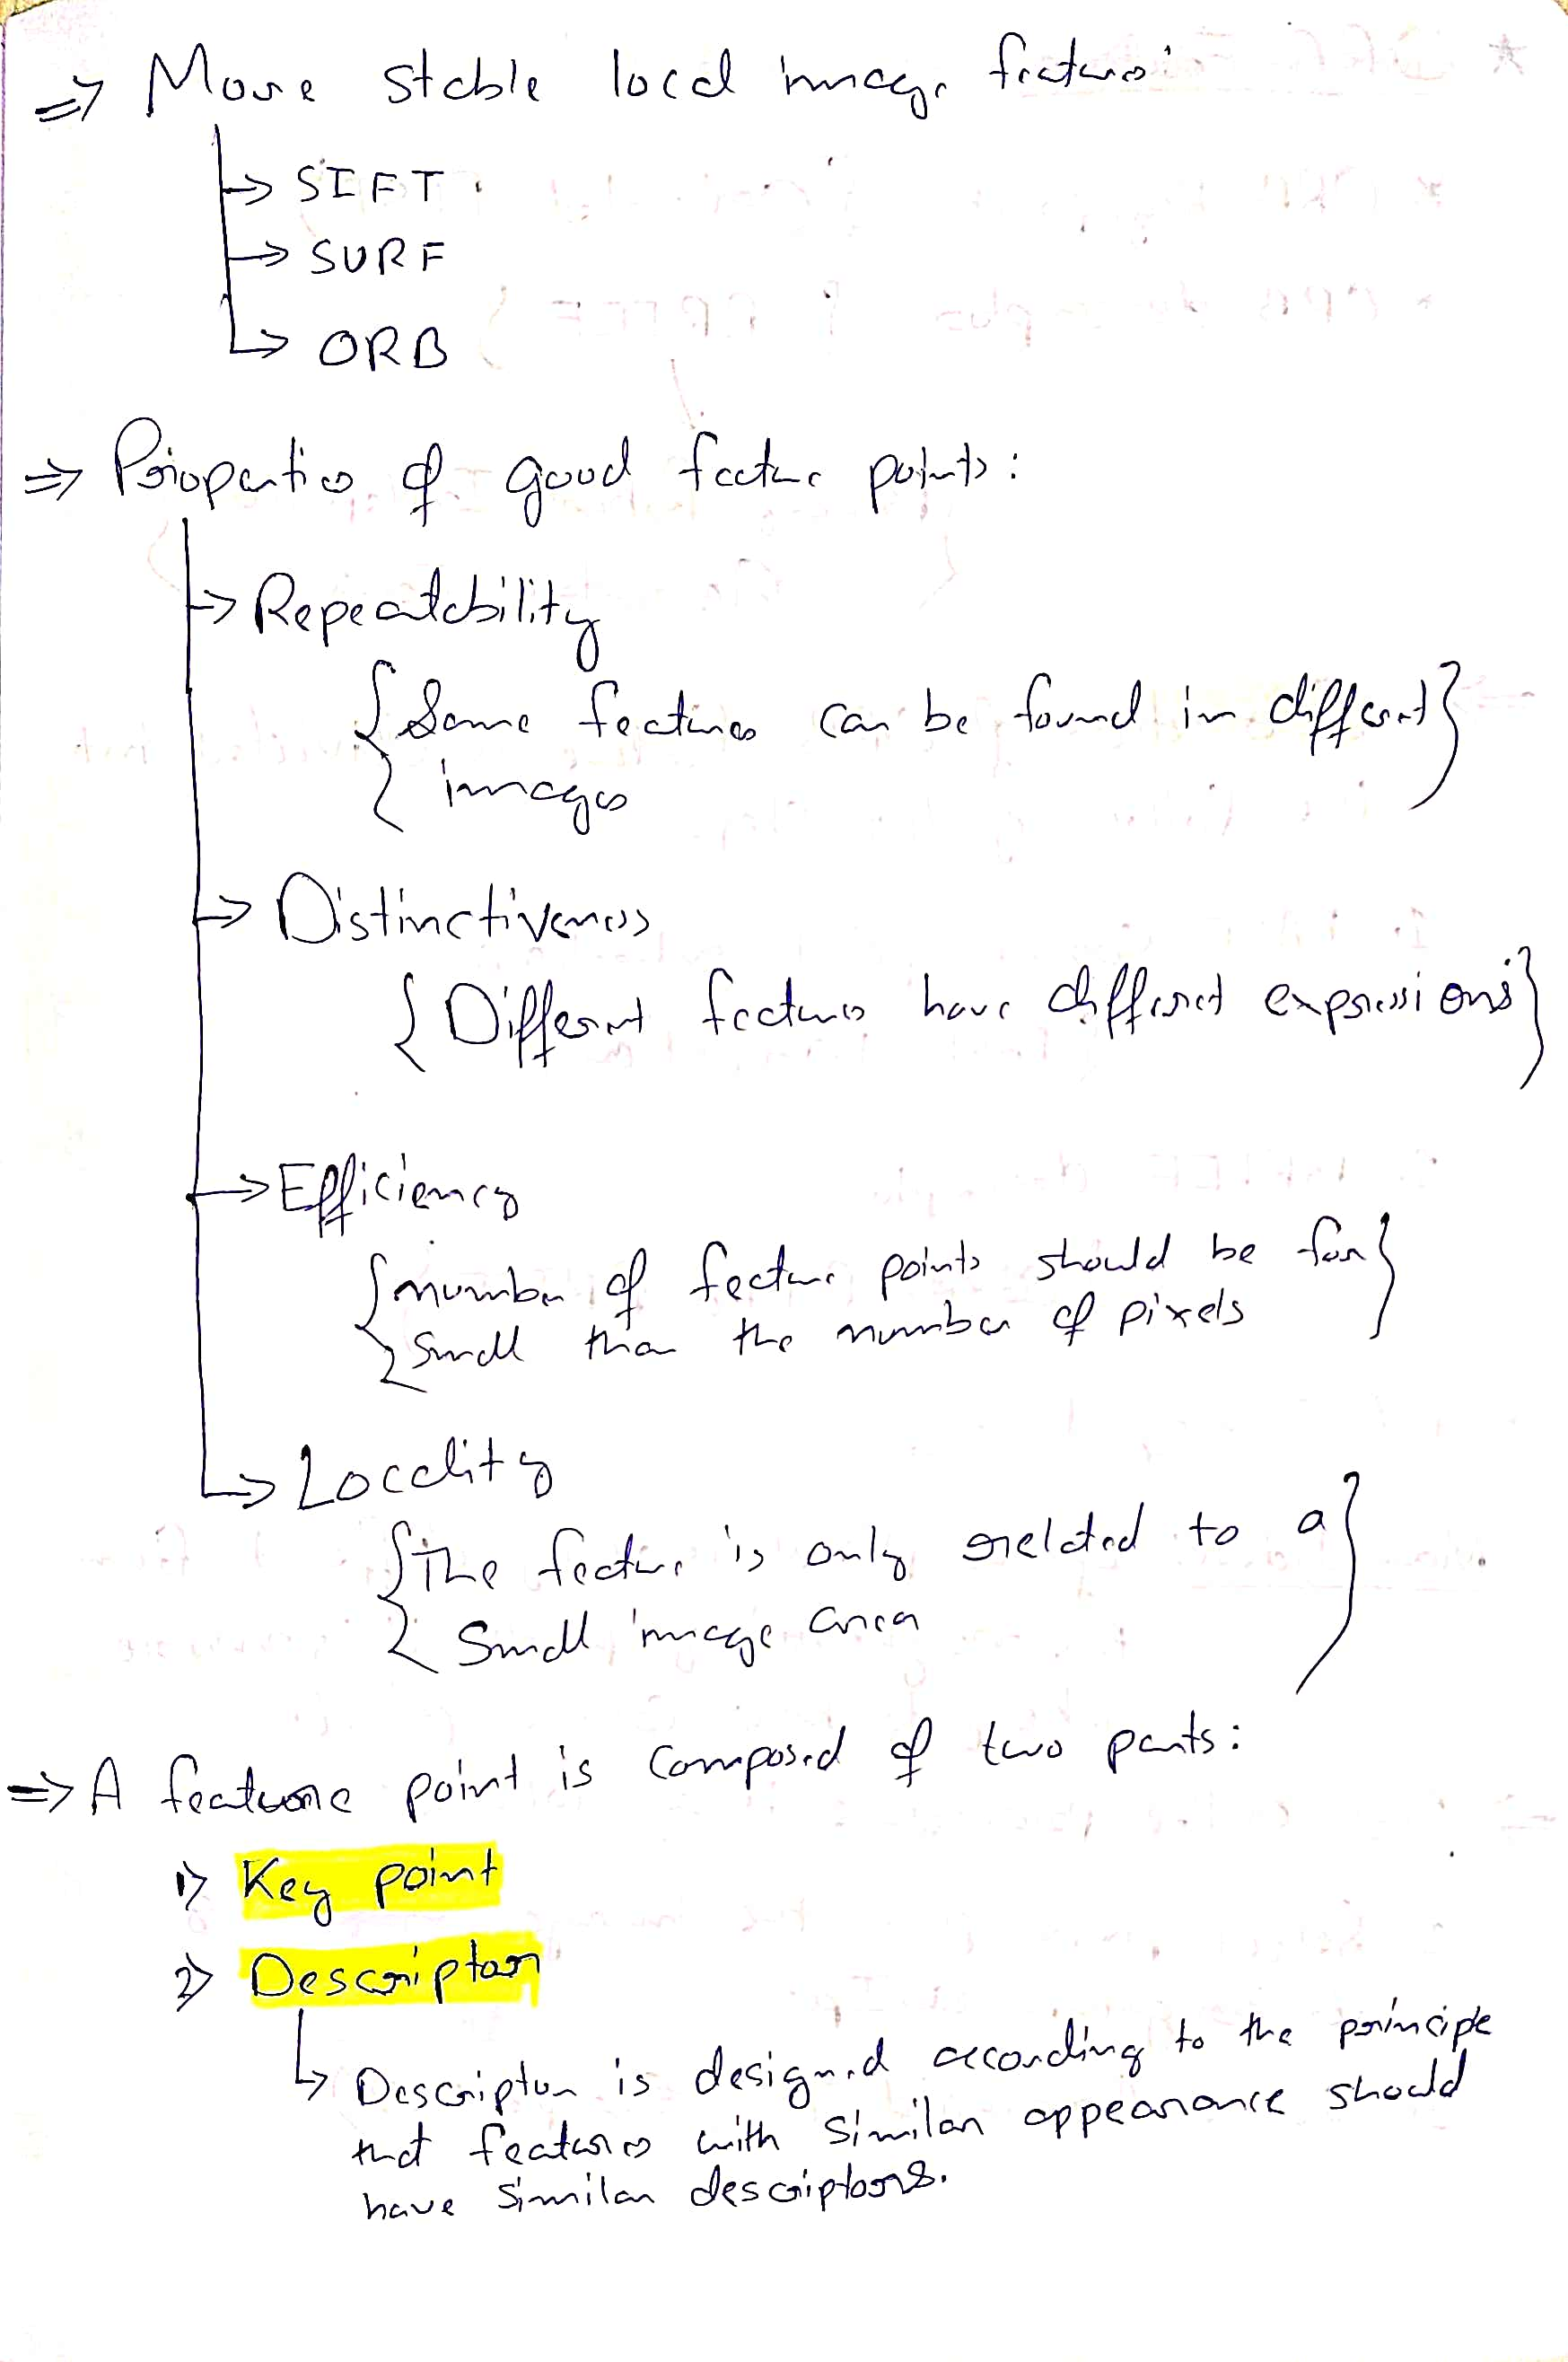 ⇒ More stable local image features:
→ SIFT
→ SURF
→ ORB
⇒ Properties of good feature points:
→ Repeatability
{ Same features can be found in different }
images
→ Distinctiveness
{ Different features have different expressions }
→ Efficiency
{ number of feature points should be far }
small than the number of pixels
→ Locality
{ The feature is only related to a }
small image area
⇒ A feature point is composed of two parts:
1> Key point
2> Descriptor
↳ Descriptor is designed according to the principle
that features with similar appearance should
have similar descriptors.